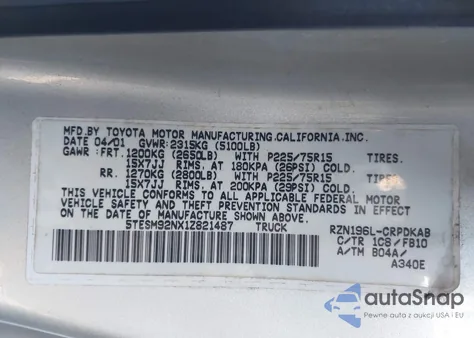 MFD.BY TOYOTA MOTOR MANUFACTURING.CALIFORNIA.INC.
DATE 04/01 GVWR:2315KG (5100LB)
GAWR: FRT.1200KG (2650LB) WITH P225/75R15 TIRES.
15X7JJ RIMS. AT 180KPA (26PSI) COLD.
RR. 1270KG (2800LB) WITH P225/75R15 TIRES.
15X7JJ RIMS. AT 200KPA (29PSI) COLD.
THIS VEHICLE CONFORMS TO ALL APPLICABLE FEDERAL MOTOR
VEHICLE SAFETY AND THEFT PREVENTION STANDARDS IN EFFECT
ON THE DATE OF MANUFACTURE SHOWN ABOVE.
5TESM92NX1Z821487 TRUCK
RZN196L-CRPDKAB
C/TR 1C8/FB10
A/TM B04A/
A340E
autoSnap
Pewne auta z aukcji USA i EU